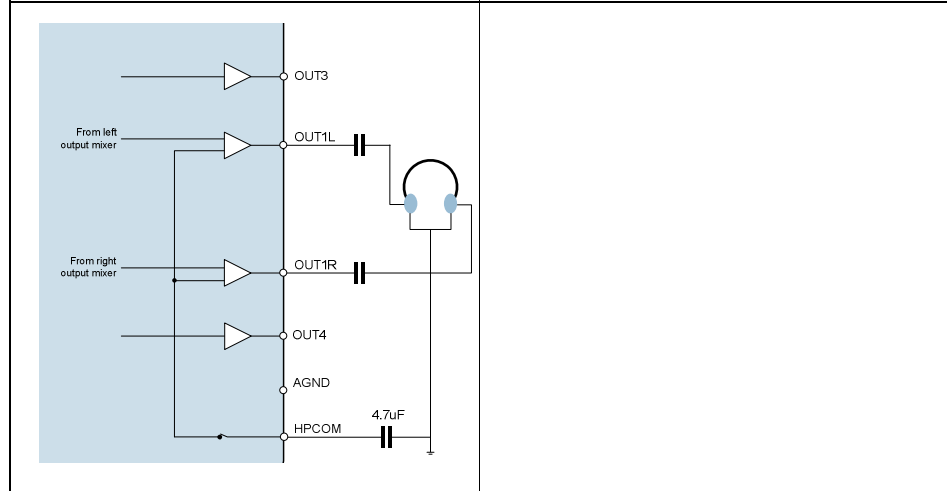 OUT3
From left
output mixer
OUT1L
From right
output mixer
OUT1R
OUT4
AGND
4.7uF
HPCOM